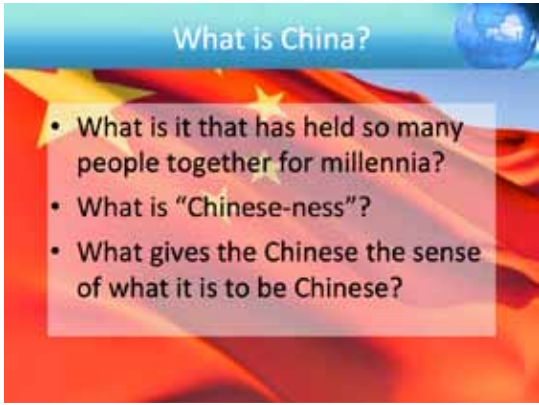 What is China?
• What is it that has held so many
people together for millennia?
• What is “Chinese-ness”?
• What gives the Chinese the sense
of what it is to be Chinese?